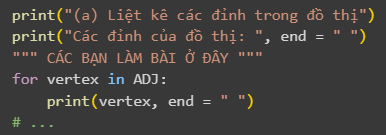 print("(a) Liệt kê các đỉnh trong đồ thị")
print("Các đỉnh của đồ thị: ", end = " ")
""" CÁC BẠN LÀM BÀI Ở ĐÂY """
for vertex in ADJ:
    print(vertex, end = " ")
# ...